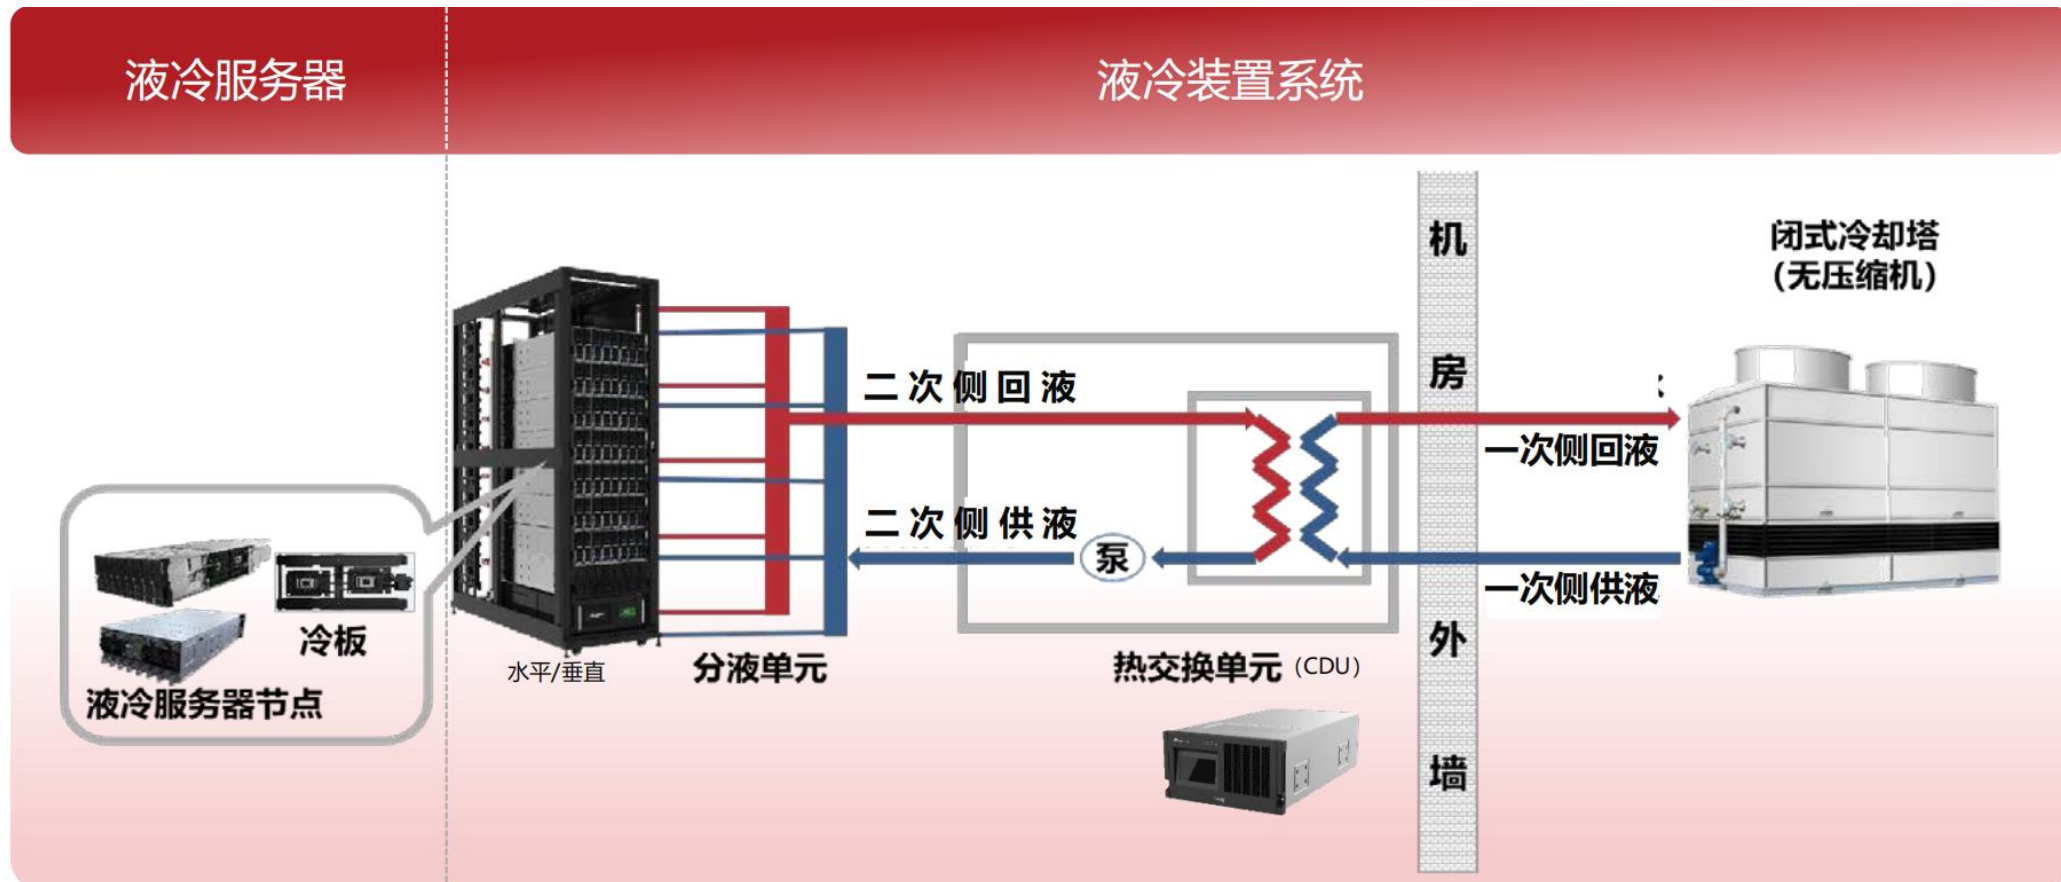 液冷服务器
液冷装置系统
机房外墙
闭式冷却塔
（无压缩机）
二次侧回液
一次侧回液
二次侧供液
泵
一次侧供液
冷板
液冷服务器节点
水平/垂直
分液单元
热交换单元（CDU）